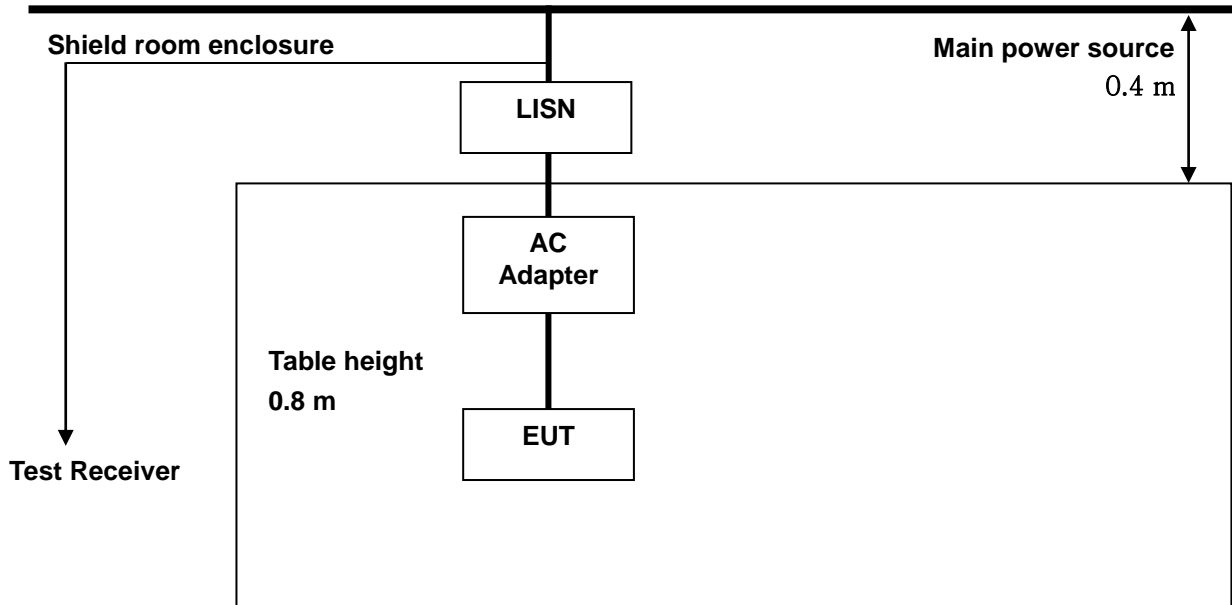 Shield room enclosure
Main power source
0.4 m
LISN
AC
Adapter
Table height
0.8 m
EUT
Test Receiver